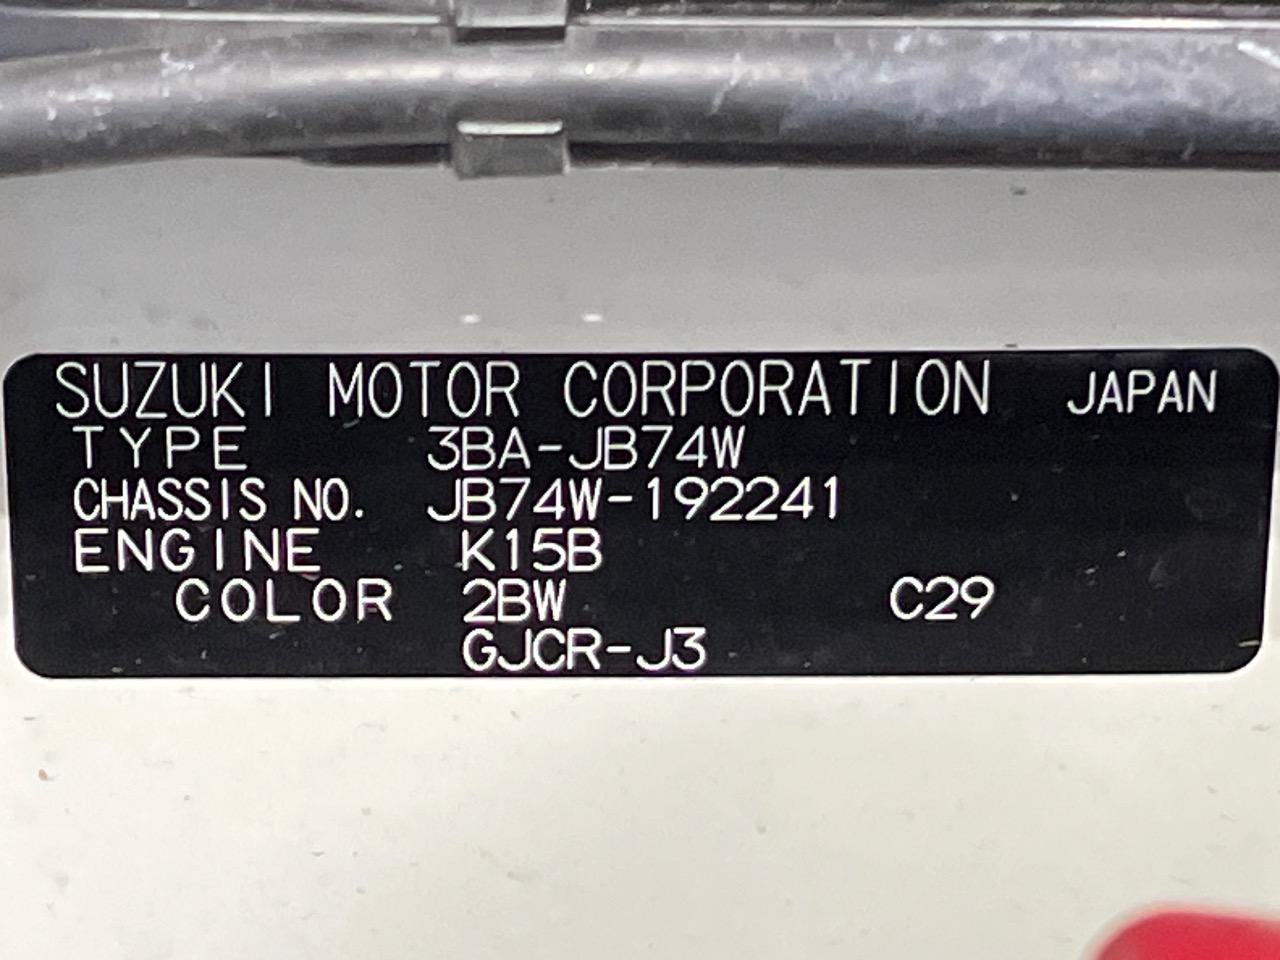 SUZUKI MOTOR CORPORATION JAPAN
TYPE 3BA-JB74W
CHASSIS NO. JB74W-192241
ENGINE K15B
COLOR 2BW C29
GJCR-J3